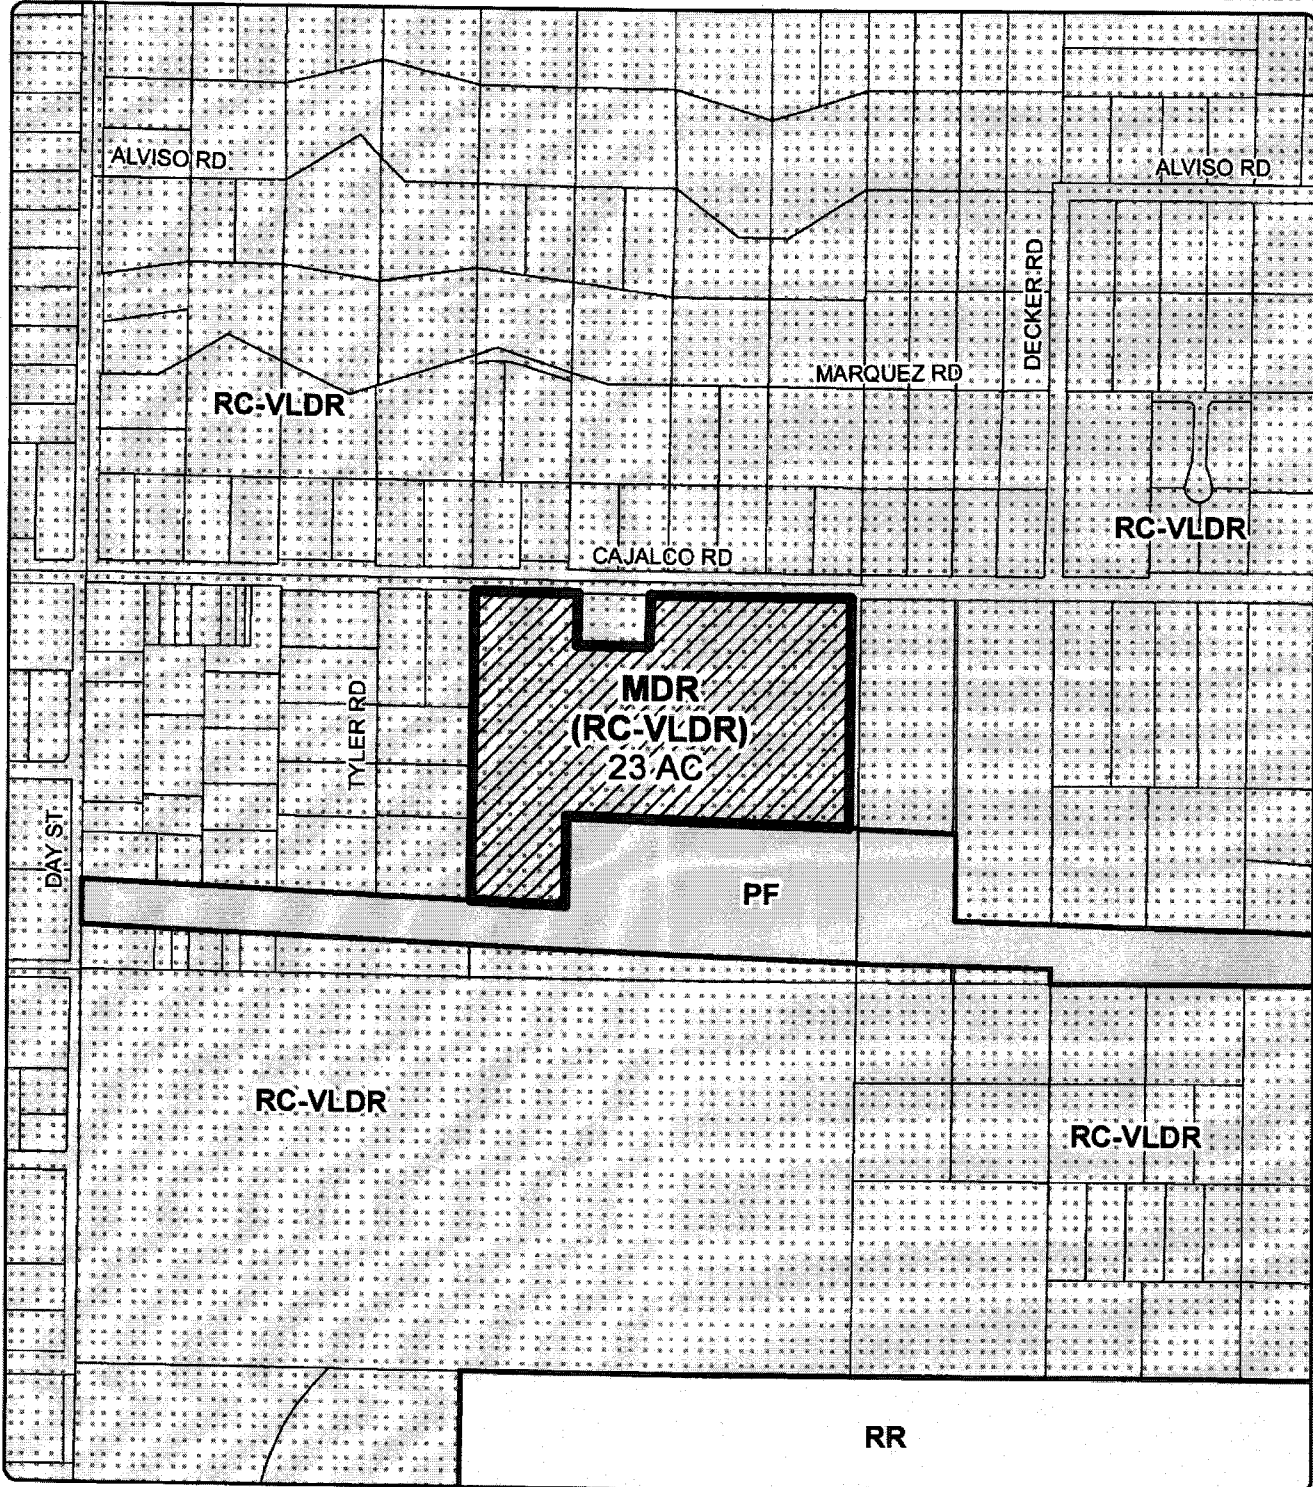 ALVISO RD
ALVISO RD
DECKER RD
MARQUEZ RD
RC-VLDR
RC-VLDR
CAJALCO RD
MDR
(RC-VLDR)
23 AC
TYLER RD
DAY ST
PF
RC-VLDR
RC-VLDR
RR